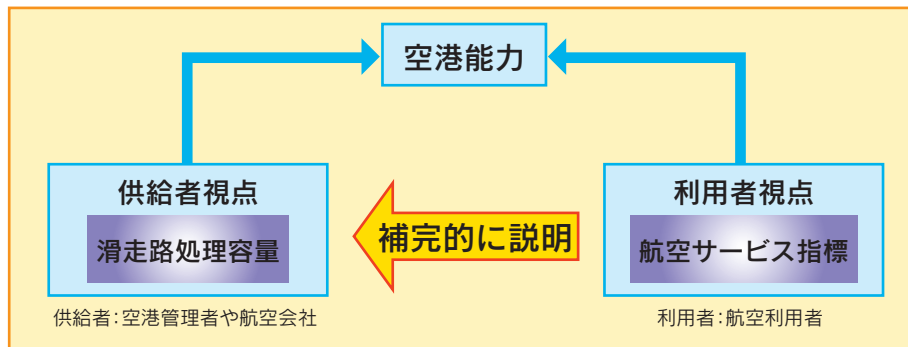 空港能力
供給者視点
滑走路処理容量
補完的に説明
利用者視点
航空サービス指標
供給者:空港管理者や航空会社
利用者:航空利用者